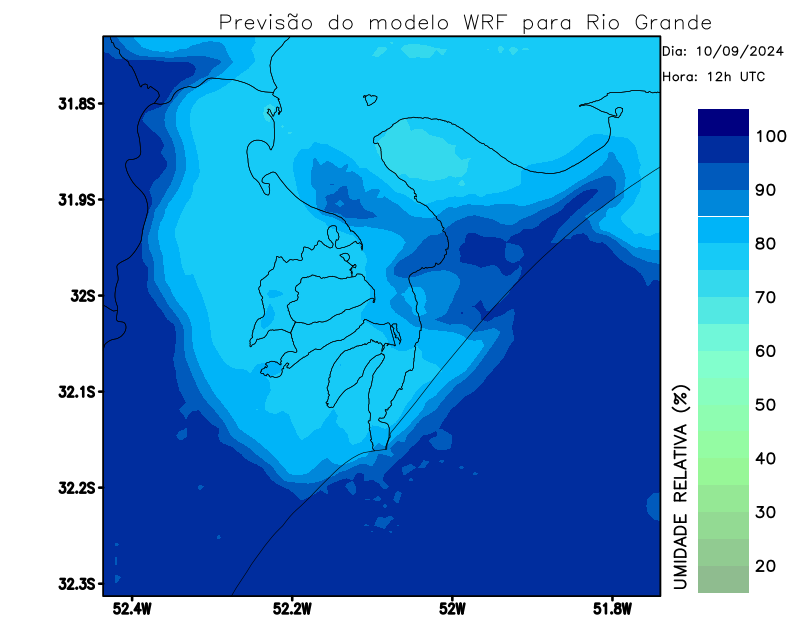 Previsão do modelo WRF para Rio Grande
Dia: 10/09/2024
Hora: 12h UTC
31.8S
31.9S
32S
32.1S
32.2S
32.3S
52.4W
52.2W
52W
51.8W
100
90
80
70
60
50
40
30
20
UMIDADE RELATIVA (%)